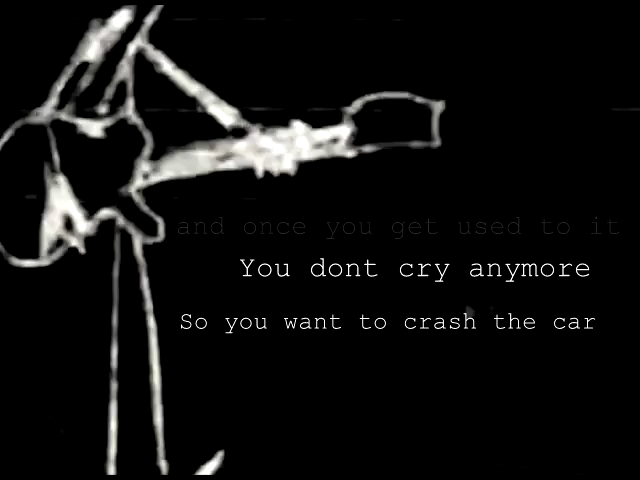 and once you get used to it
You dont cry anymore
So you want to crash the car